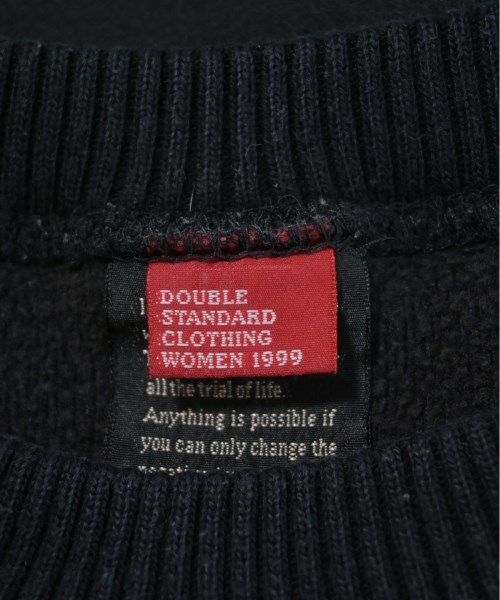 DOUBLE
STANDARD
CLOTHING
WOMEN 1999
all the trial of life.
Anything is possible if
you can only change the